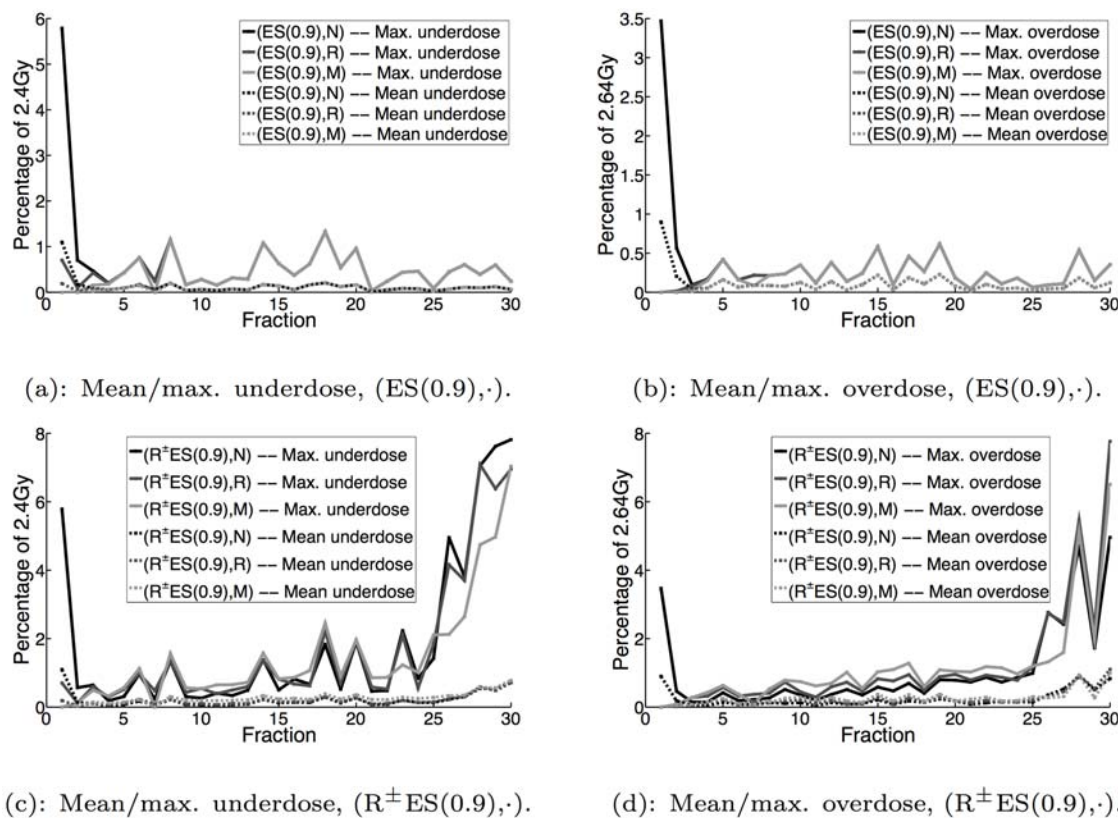 Percentage of 2.4Gy
6
5
4
3
2
1
0
0 5 10 15 20 25 30
Fraction
(ES(0.9),N) −− Max. underdose
(ES(0.9),R) −− Max. underdose
(ES(0.9),M) −− Max. underdose
(ES(0.9),N) −− Mean underdose
(ES(0.9),R) −− Mean underdose
(ES(0.9),M) −− Mean underdose
Percentage of 2.64Gy
3.5
3
2.5
2
1.5
1
0.5
0
0 5 10 15 20 25 30
Fraction
(ES(0.9),N) −− Max. overdose
(ES(0.9),R) −− Max. overdose
(ES(0.9),M) −− Max. overdose
(ES(0.9),N) −− Mean overdose
(ES(0.9),R) −− Mean overdose
(ES(0.9),M) −− Mean overdose
(a): Mean/max. underdose, (ES(0.9),·).
(b): Mean/max. overdose, (ES(0.9),·).
Percentage of 2.4Gy
8
6
4
2
0
0 5 10 15 20 25 30
Fraction
(R±ES(0.9),N) −− Max. underdose
(R±ES(0.9),R) −− Max. underdose
(R±ES(0.9),M) −− Max. underdose
(R±ES(0.9),N) −− Mean underdose
(R±ES(0.9),R) −− Mean underdose
(R±ES(0.9),M) −− Mean underdose
Percentage of 2.64Gy
8
6
4
2
0
0 5 10 15 20 25 30
Fraction
(R±ES(0.9),N) −− Max. overdose
(R±ES(0.9),R) −− Max. overdose
(R±ES(0.9),M) −− Max. overdose
(R±ES(0.9),N) −− Mean overdose
(R±ES(0.9),R) −− Mean overdose
(R±ES(0.9),M) −− Mean overdose
(c): Mean/max. underdose, (R±ES(0.9),·).
(d): Mean/max. overdose, (R±ES(0.9),·).